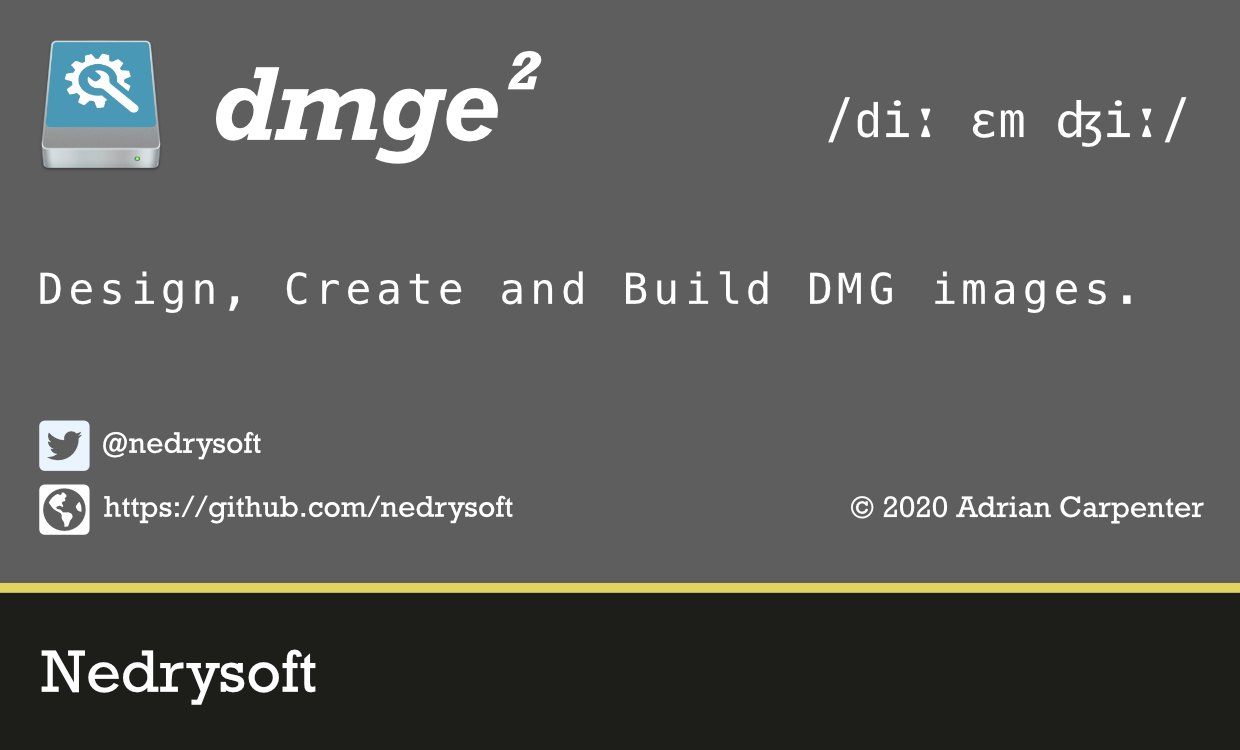 dmge²
/diː ɛm ʤiː/
Design, Create and Build DMG images.
@nedrysoft
https://github.com/nedrysoft
© 2020 Adrian Carpenter
Nedrysoft